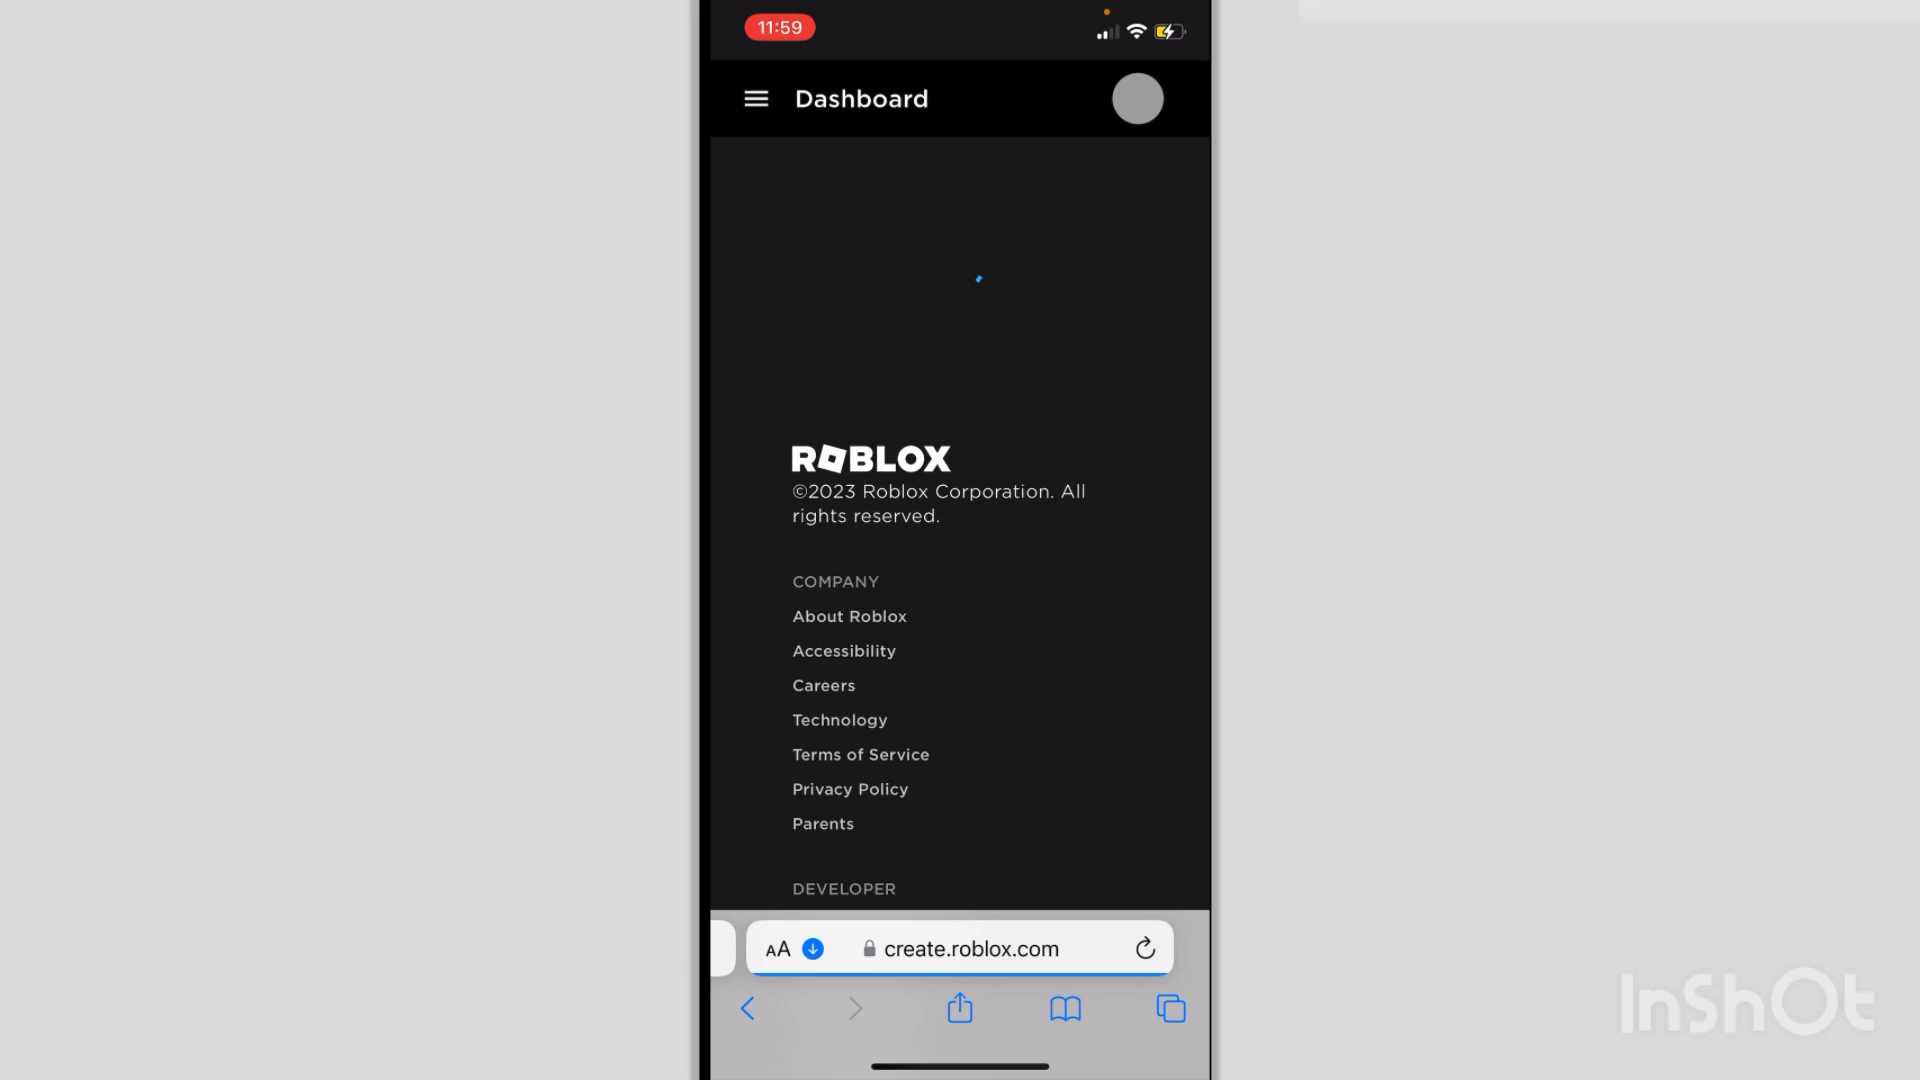 11:59
Dashboard
ROBLOX
©2023 Roblox Corporation. All
rights reserved.
COMPANY
About Roblox
Accessibility
Careers
Technology
Terms of Service
Privacy Policy
Parents
DEVELOPER
AA create.roblox.com
InShOt